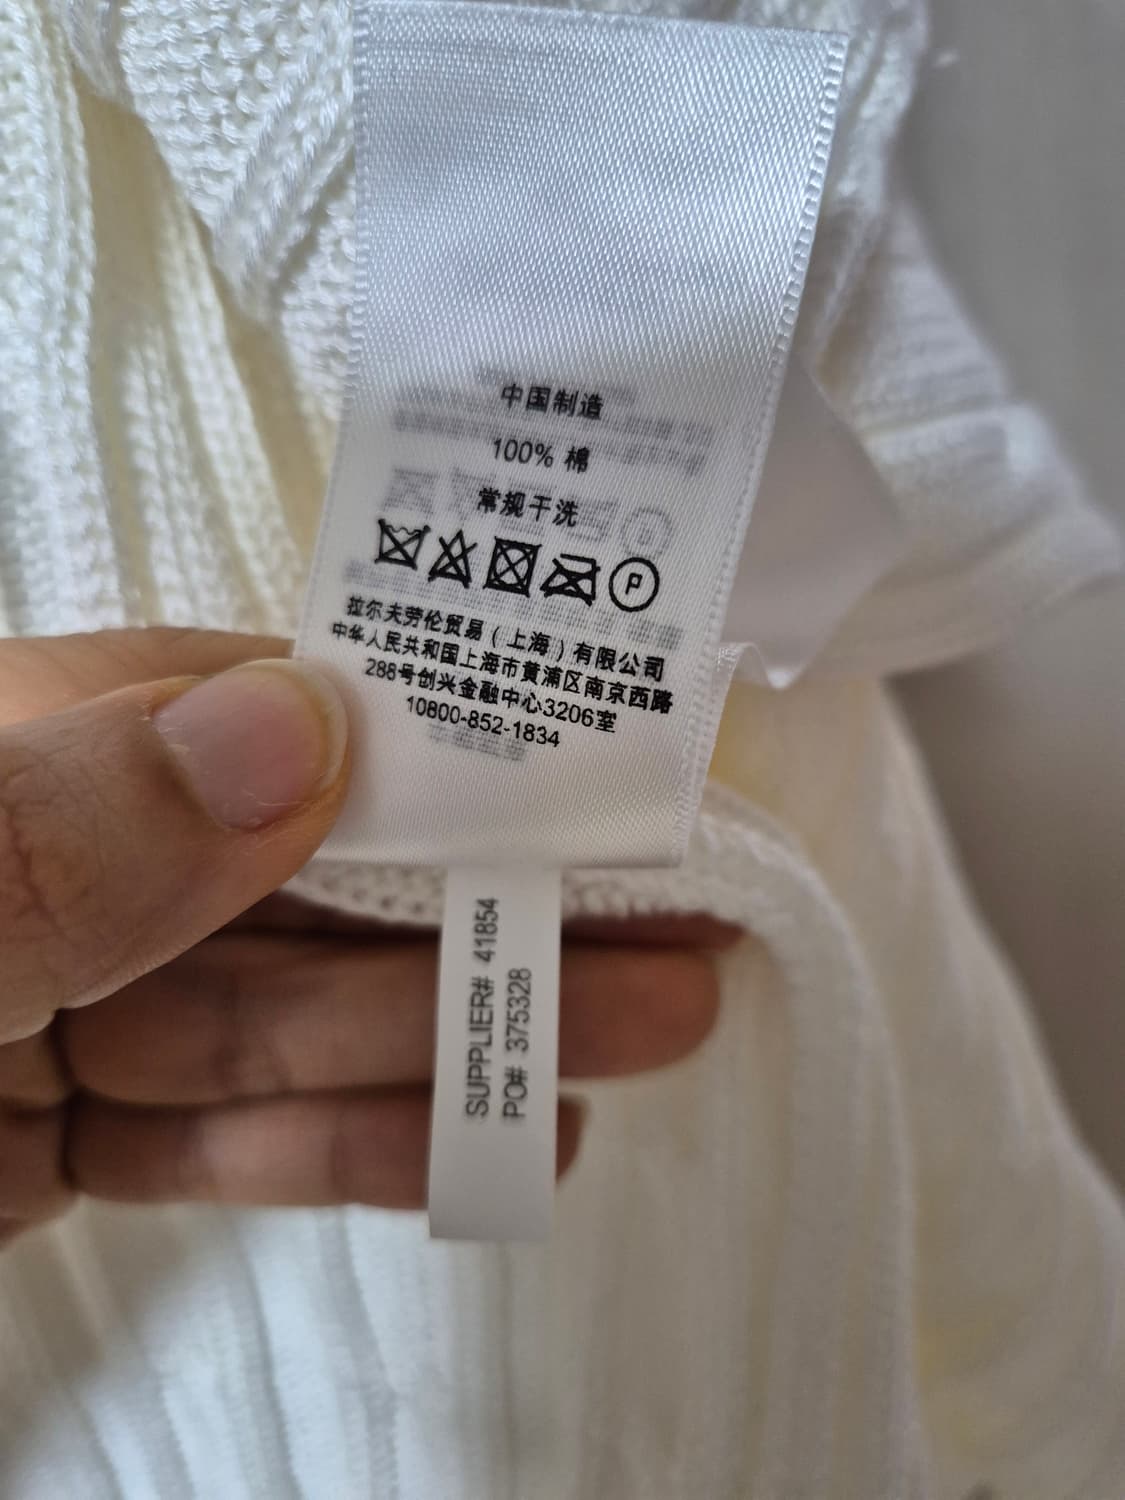 中国制造
100% 棉
常规干洗
P
拉尔夫劳伦贸易（上海）有限公司
中华人民共和国上海市黄浦区南京西路
288号创兴金融中心3206室
10800-852-1834
SUPPLIER# 41854
PO# 375328